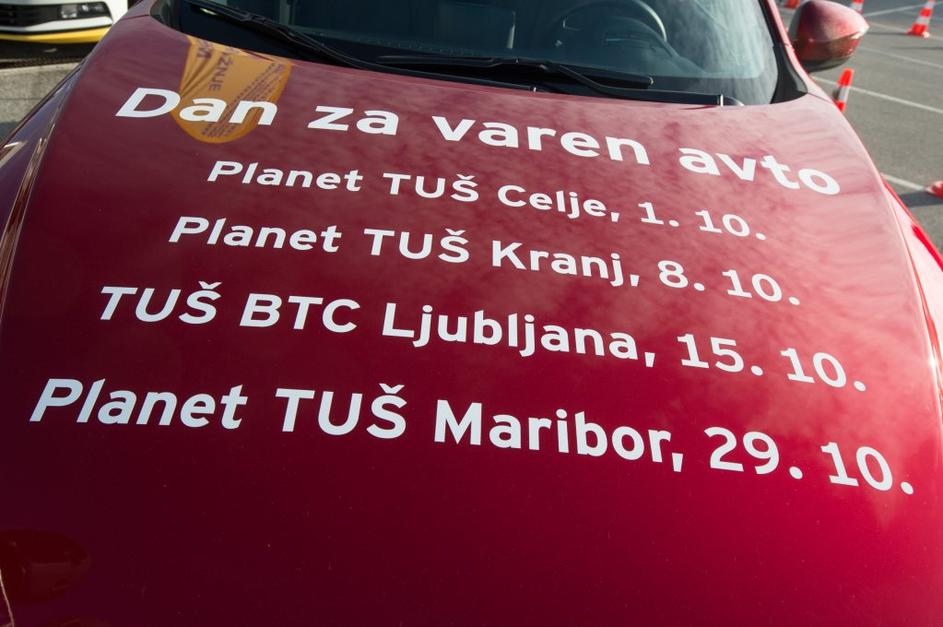 Dan za varen avto
Planet TUŠ Celje, 1. 10.
Planet TUŠ Kranj, 8. 10.
TUŠ BTC Ljubljana, 15. 10.
Planet TUŠ Maribor, 29. 10.